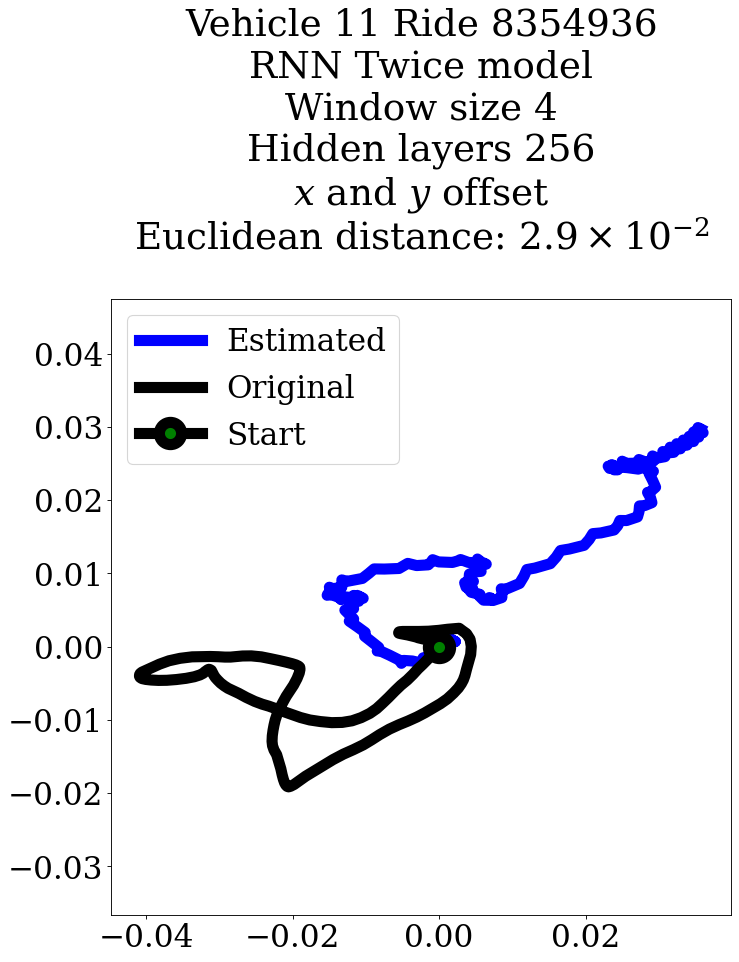 Vehicle 11 Ride 8354936
RNN Twice model
Window size 4
Hidden layers 256
x and y offset
Euclidean distance: 2.9 × 10⁻²
Estimated
Original
Start
0.04
0.03
0.02
0.01
0.00
−0.01
−0.02
−0.03
−0.04 −0.02 0.00 0.02